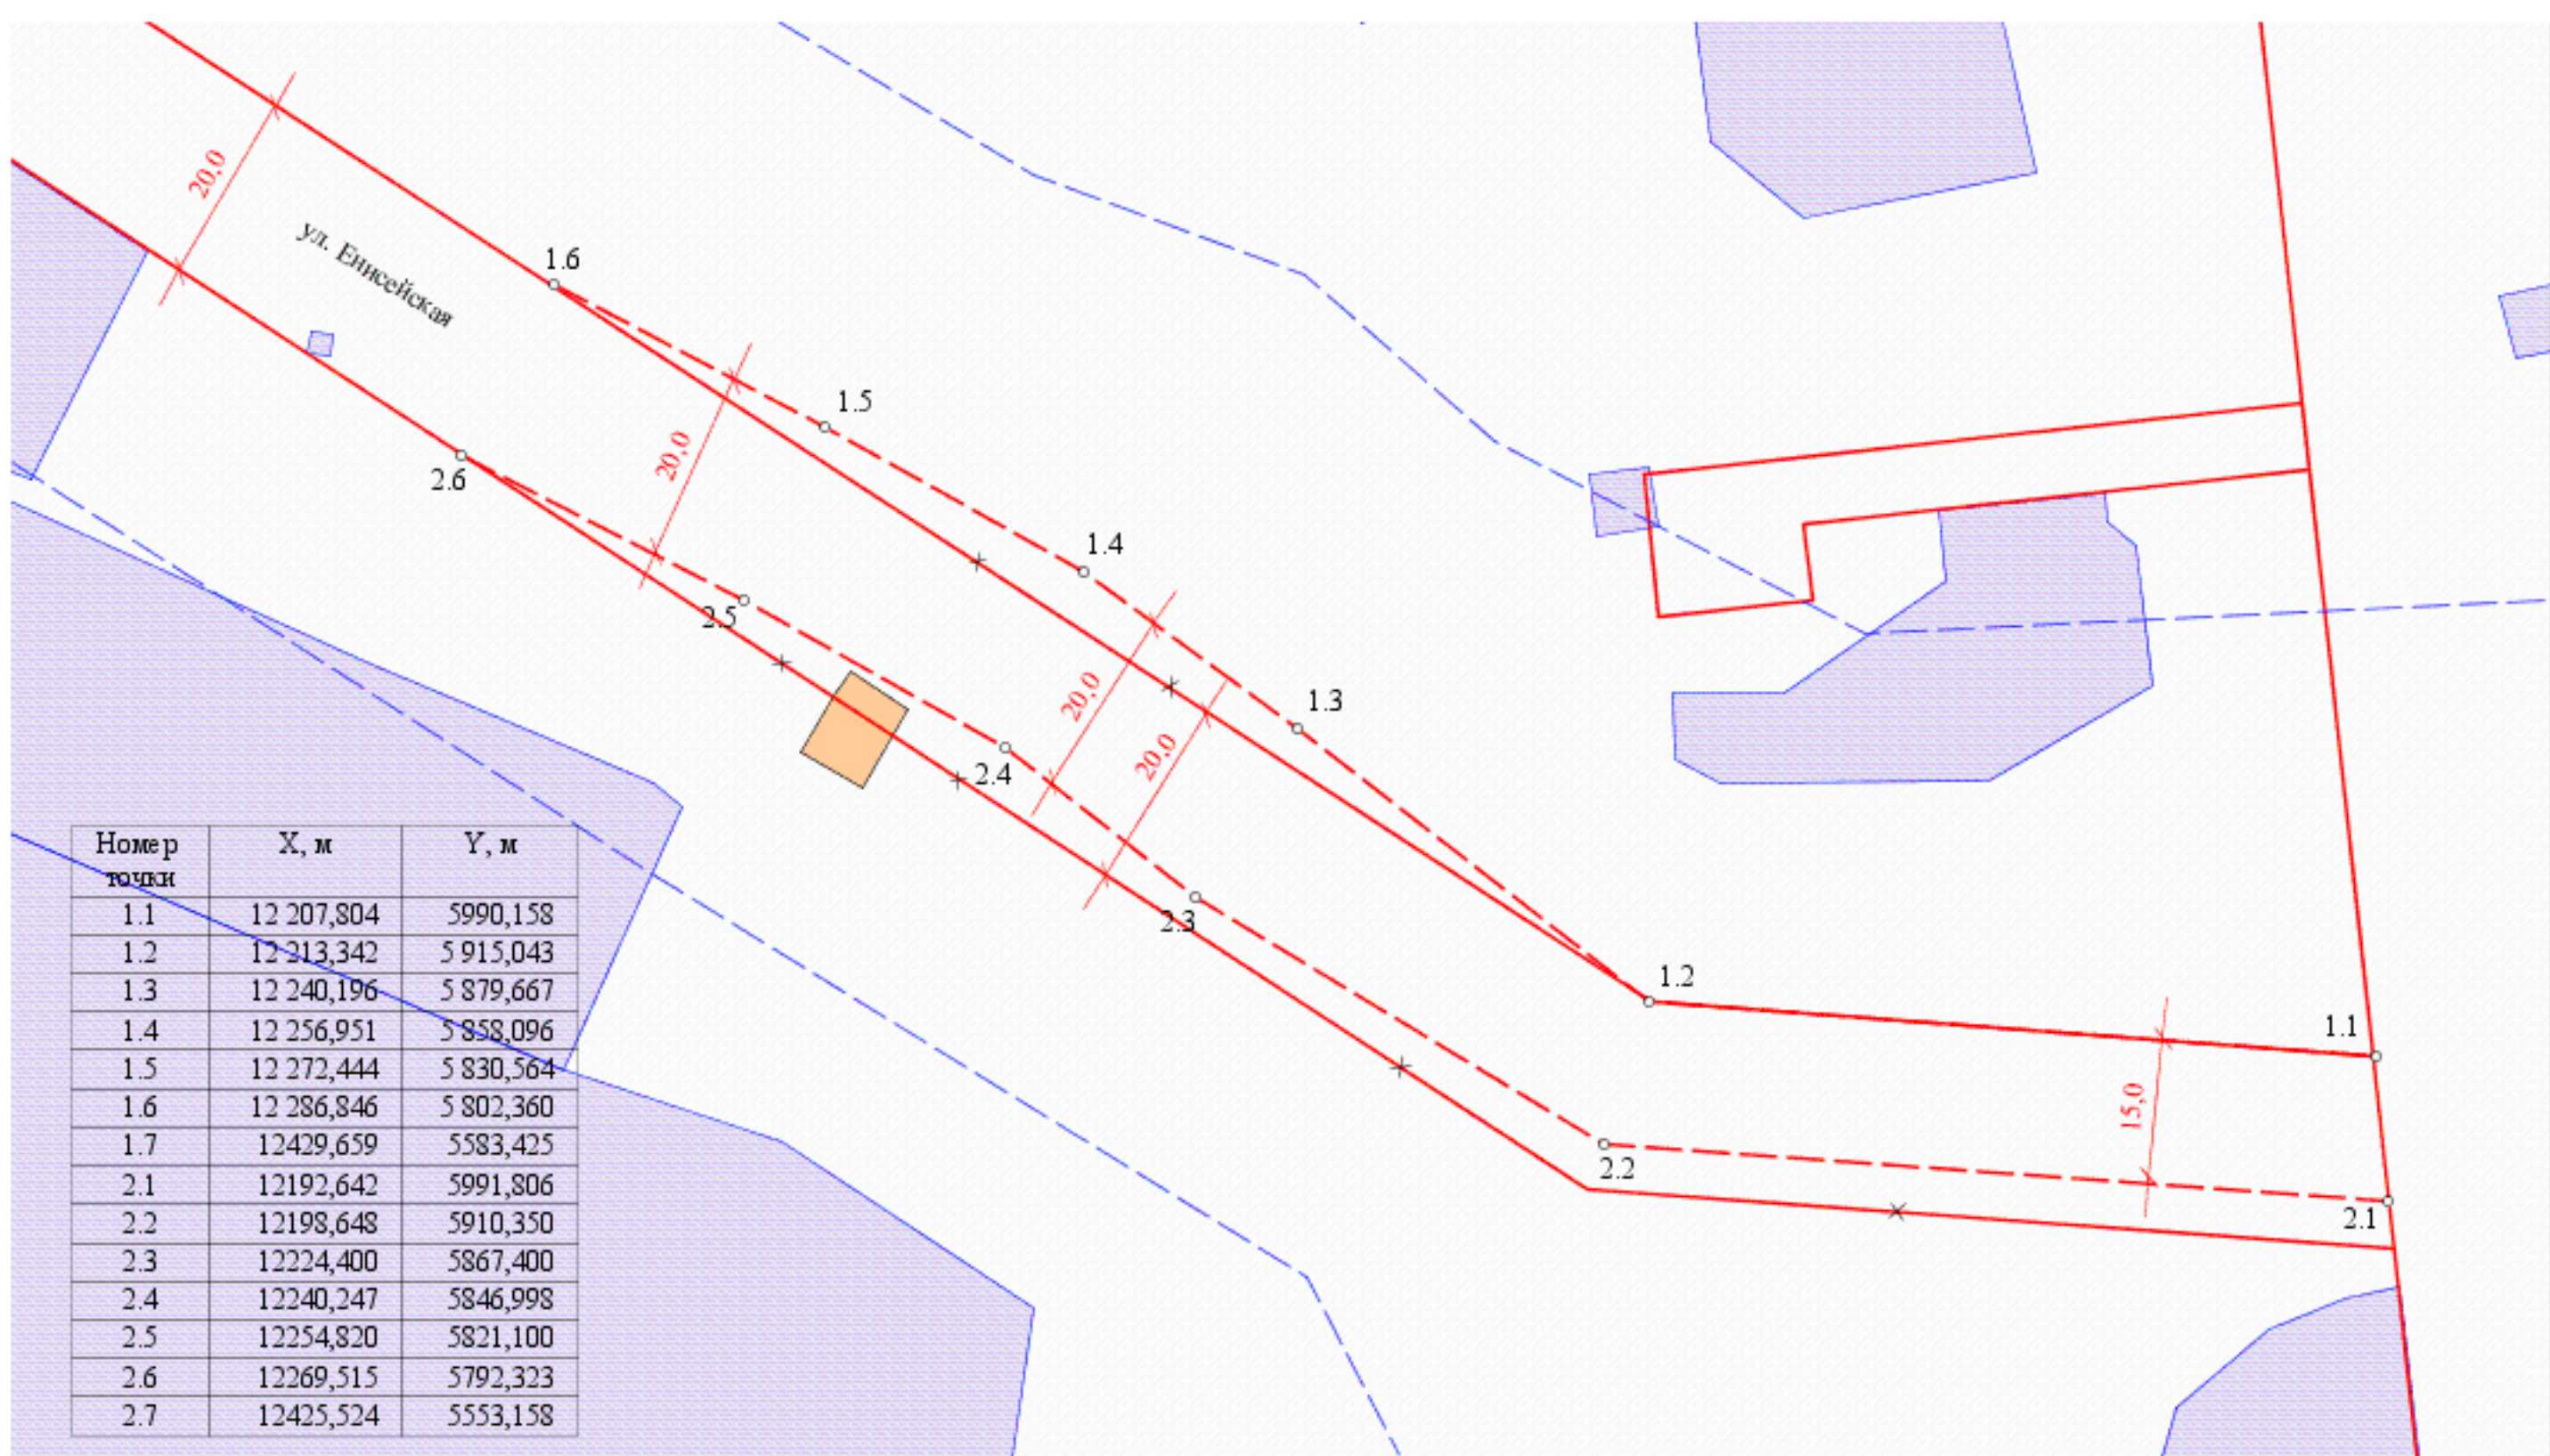 1.6
20,0
ул. Енисейская
1.5
20,0
2.6
1.4
2.5
1.3
20,0
20,0
2.4
2.3
1.2
1.1
15,0
2.2
2.1
Номер точки X, м Y, м
1.1 12 207,804 5990,158
1.2 12 213,342 5 915,043
1.3 12 240,196 5 879,667
1.4 12 256,951 5 858,096
1.5 12 272,444 5 830,564
1.6 12 286,846 5 802,360
1.7 12429,659 5583,425
2.1 12192,642 5991,806
2.2 12198,648 5910,350
2.3 12224,400 5867,400
2.4 12240,247 5846,998
2.5 12254,820 5821,100
2.6 12269,515 5792,323
2.7 12425,524 5553,158